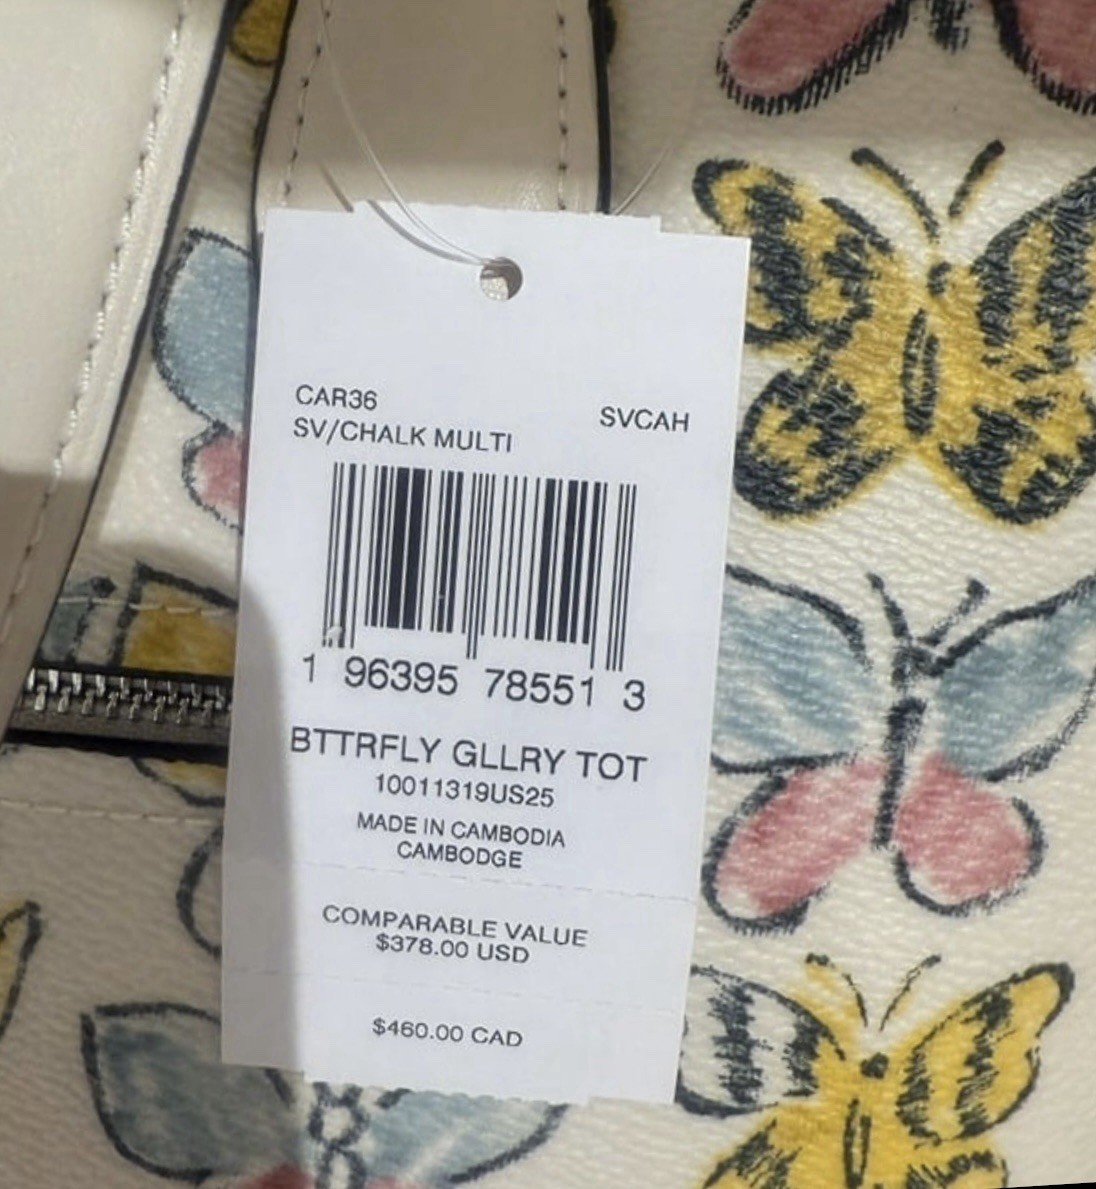 CAR36
SVCAH
SV/CHALK MULTI
1 96395 78551 3
BTTRFLY GLLRY TOT
10011319US25
MADE IN CAMBODIA
CAMBODGE
COMPARABLE VALUE
$378.00 USD
$460.00 CAD